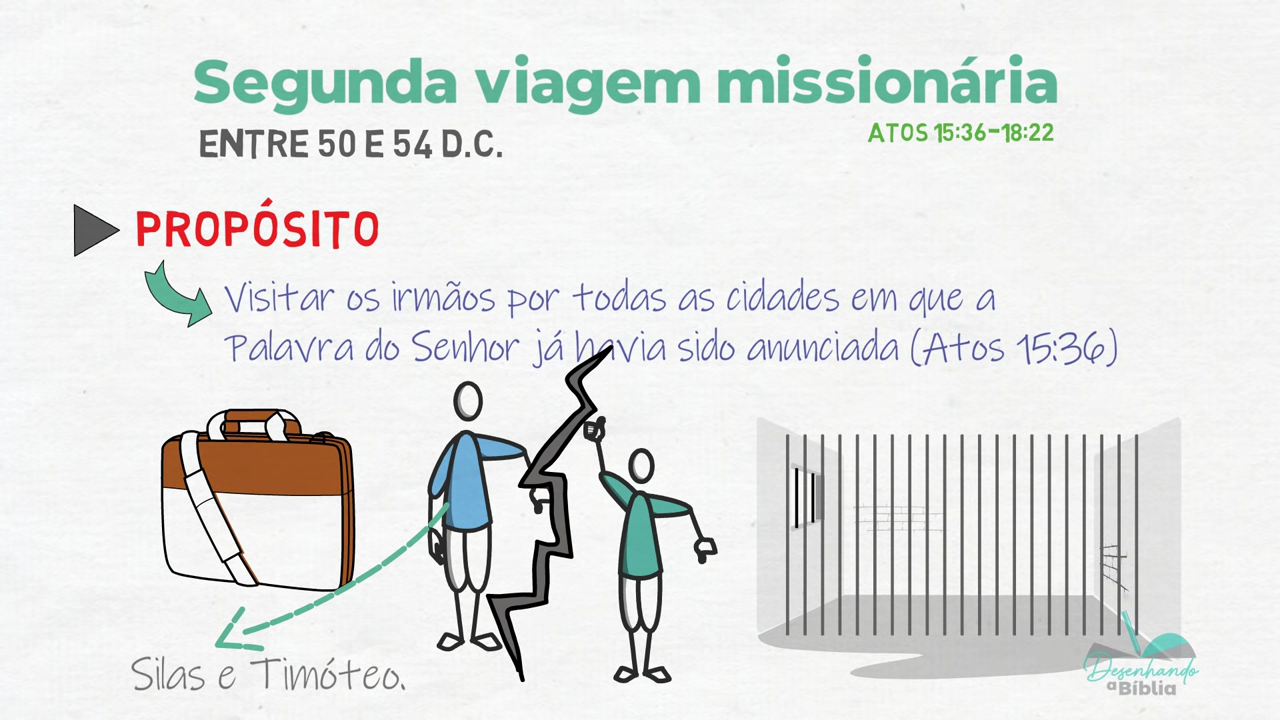 Segunda viagem missionária
ENTRE 50 E 54 D.C.
ATOS 15:36-18:22
PROPÓSITO
Visitar os irmãos por todas as cidades em que a
Palavra do Senhor já havia sido anunciada (Atos 15:36)
Silas e Timóteo.
Desenhando
a Bíblia